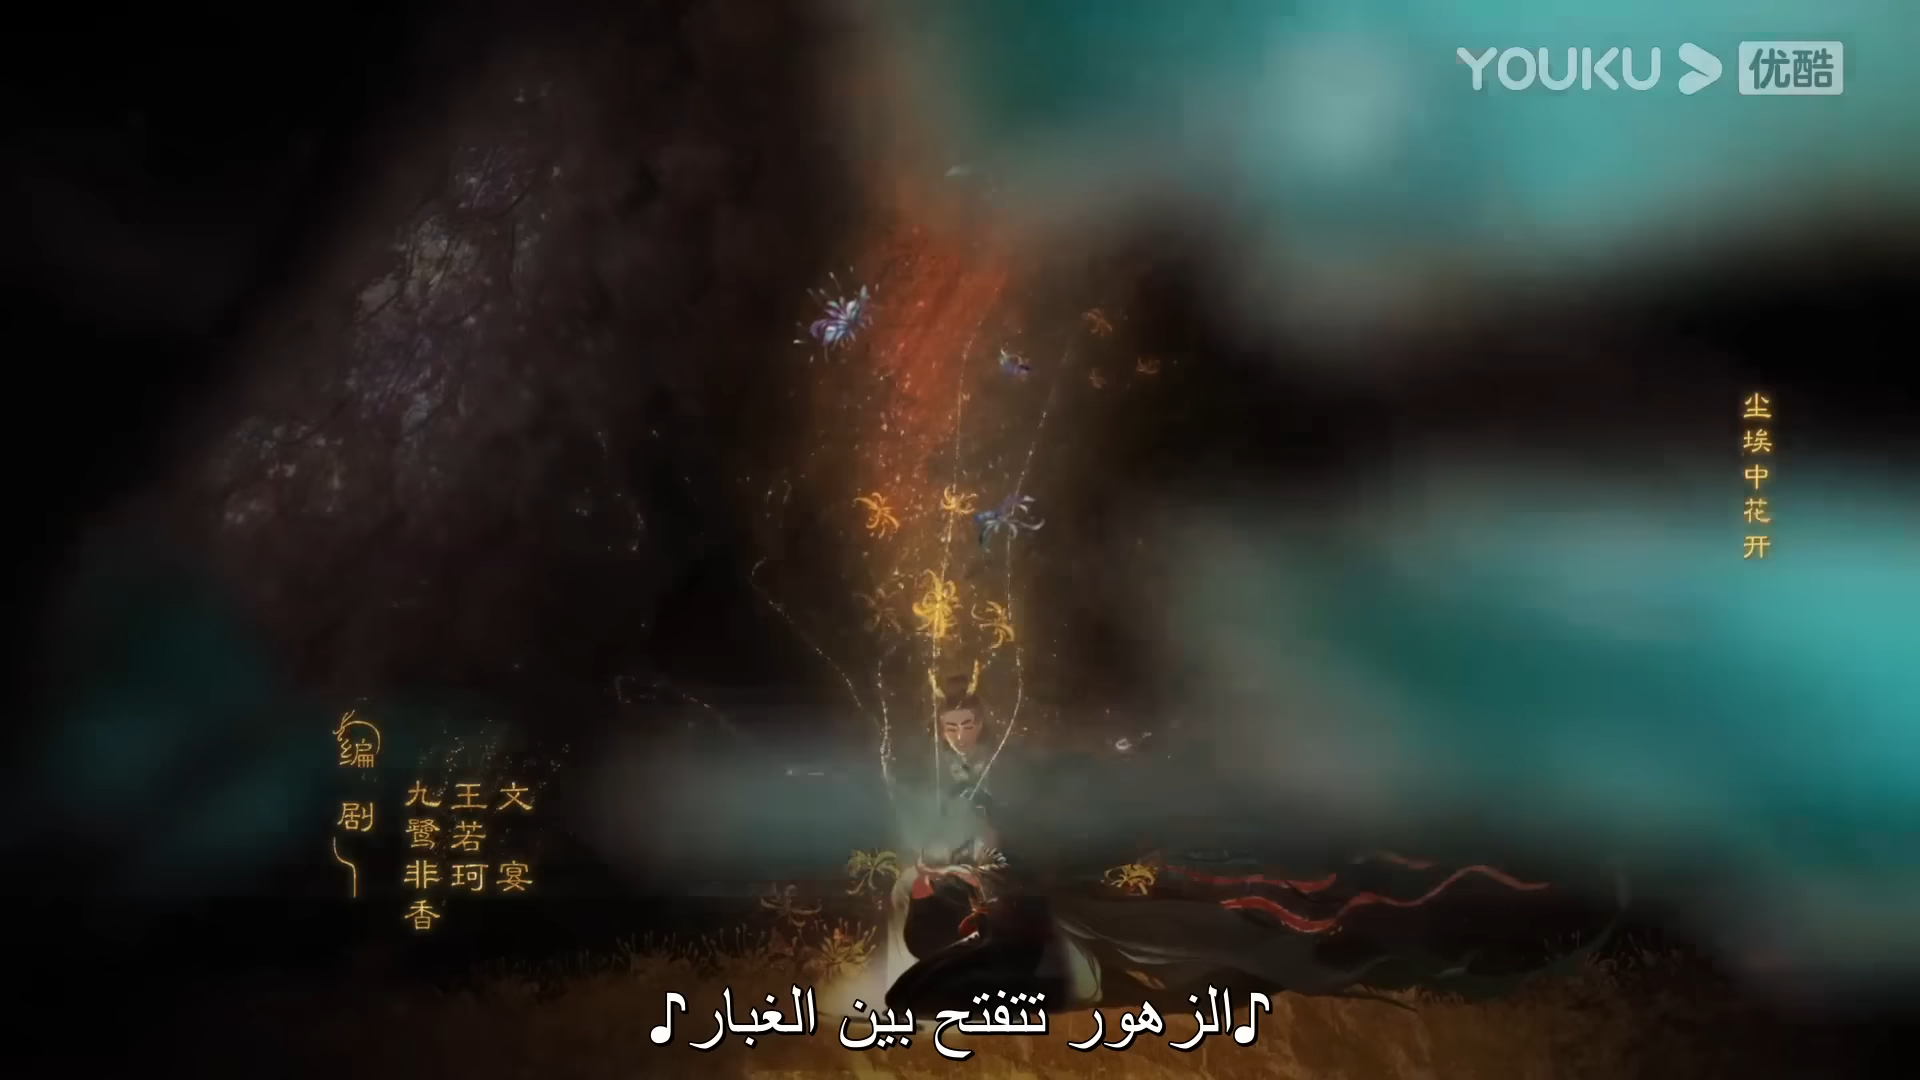 YOUKU 优酷
尘埃中花开
编剧
文宴
王若珂
九鹭非香
♪الزهور تتفتح بين الغبار♪